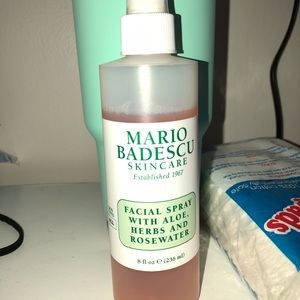 MARIO
BADESCU
SKINCARE
Established 1967
FACIAL SPRAY
WITH ALOE,
HERBS AND
ROSEWATER
8 fl oz (236 ml)